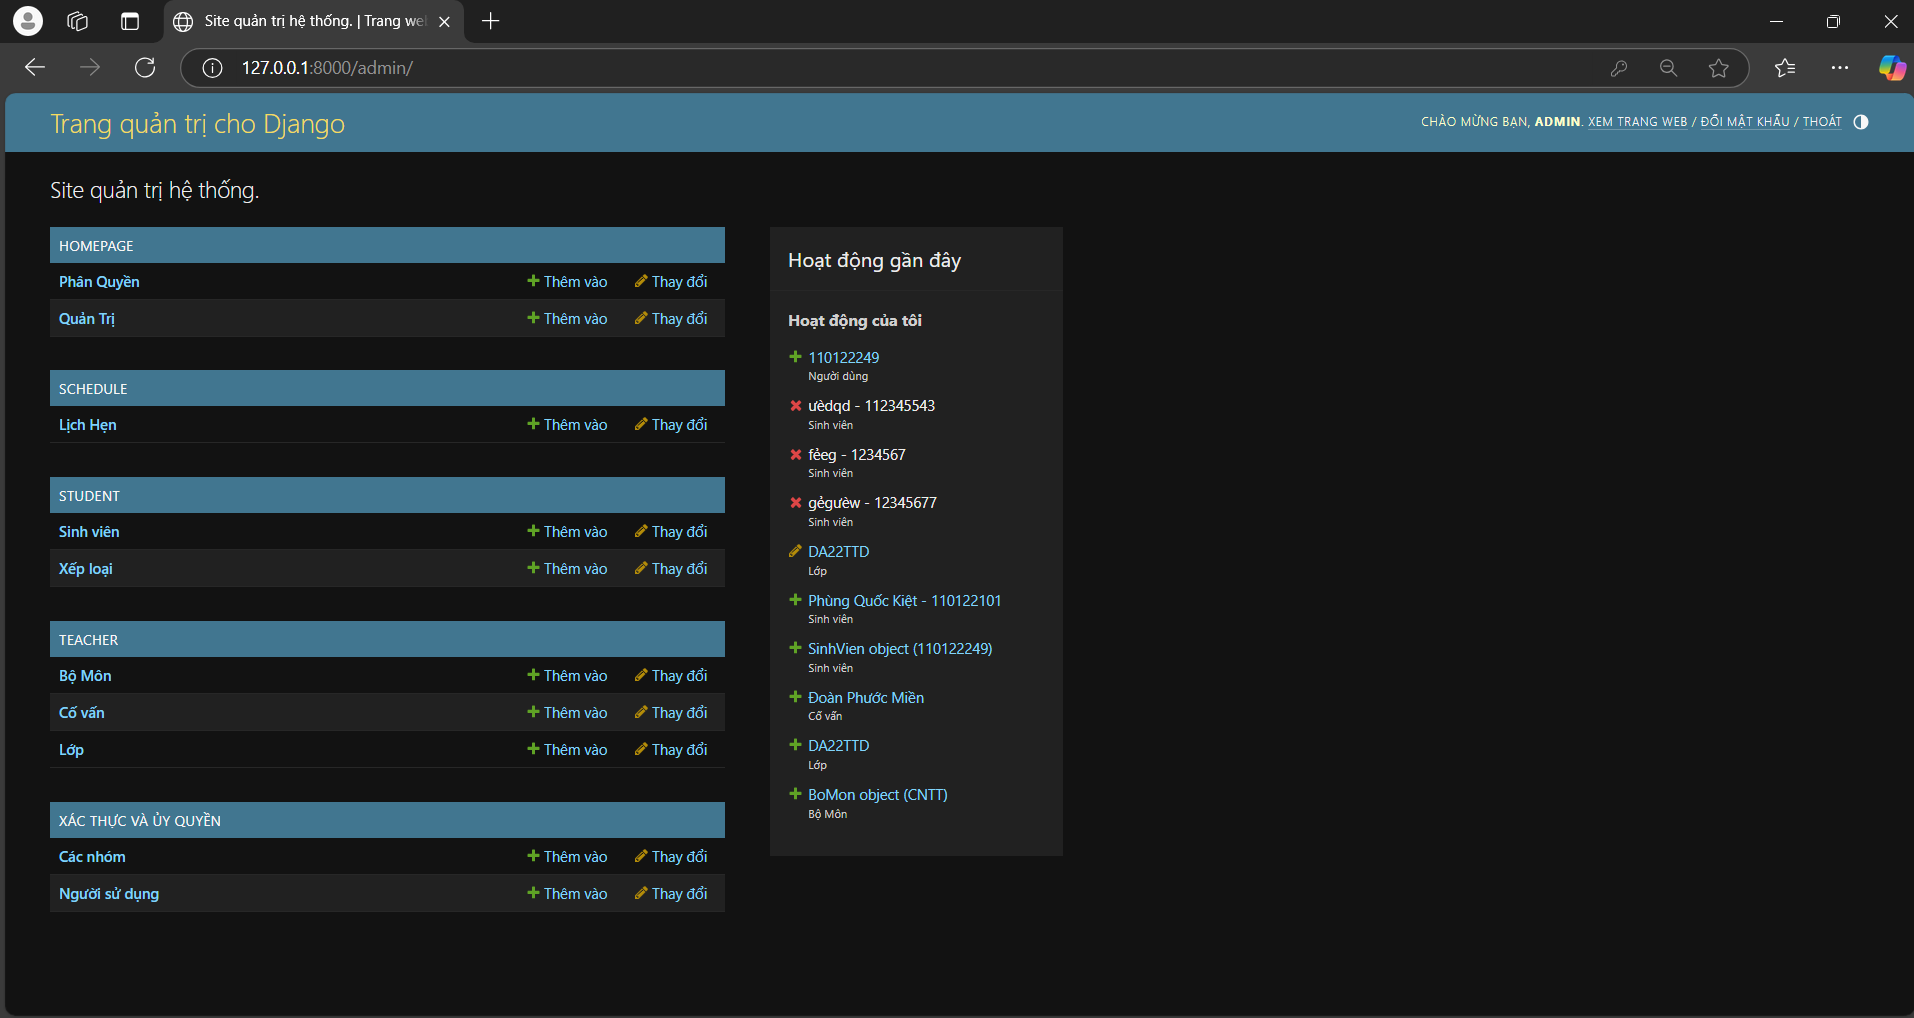 Site quản trị hệ thống. | Trang we
127.0.0.1:8000/admin/
Trang quản trị cho Django
CHÀO MỪNG BẠN, ADMIN. XEM TRANG WEB / ĐỔI MẬT KHẨU / THOÁT
Site quản trị hệ thống.
HOMEPAGE
Phân Quyền Thêm vào Thay đổi
Quản Trị Thêm vào Thay đổi
SCHEDULE
Lịch Hẹn Thêm vào Thay đổi
STUDENT
Sinh viên Thêm vào Thay đổi
Xếp loại Thêm vào Thay đổi
TEACHER
Bộ Môn Thêm vào Thay đổi
Cố vấn Thêm vào Thay đổi
Lớp Thêm vào Thay đổi
XÁC THỰC VÀ ỦY QUYỀN
Các nhóm Thêm vào Thay đổi
Người sử dụng Thêm vào Thay đổi
Hoạt động gần đây
Hoạt động của tôi
110122249
Người dùng
ưèdqd - 112345543
Sinh viên
fẻeg - 1234567
Sinh viên
gẻgưèw - 12345677
Sinh viên
DA22TTD
Lớp
Phùng Quốc Kiệt - 110122101
Sinh viên
SinhVien object (110122249)
Sinh viên
Đoàn Phước Miền
Cố vấn
DA22TTD
Lớp
BoMon object (CNTT)
Bộ Môn